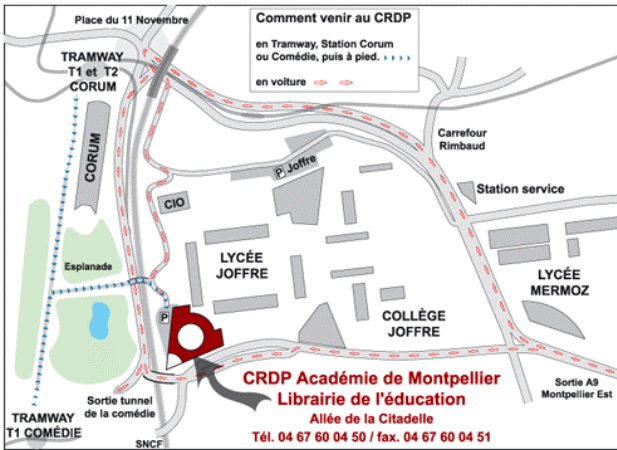 Place du 11 Novembre
Comment venir au CRDP
en Tramway, Station Corum
ou Comédie, puis à pied.
en voiture
TRAMWAY
T1 et T2
CORUM
CORUM
Carrefour
Rimbaud
P Joffre
Station service
CIO
LYCÉE
JOFFRE
LYCÉE
MERMOZ
Esplanade
P
COLLÈGE
JOFFRE
CRDP Académie de Montpellier
Librairie de l'éducation
Allée de la Citadelle
Tél. 04 67 60 04 50 / fax. 04 67 60 04 51
Sortie A9
Montpellier Est
Sortie tunnel
de la comédie
TRAMWAY
T1 COMÉDIE
SNCF